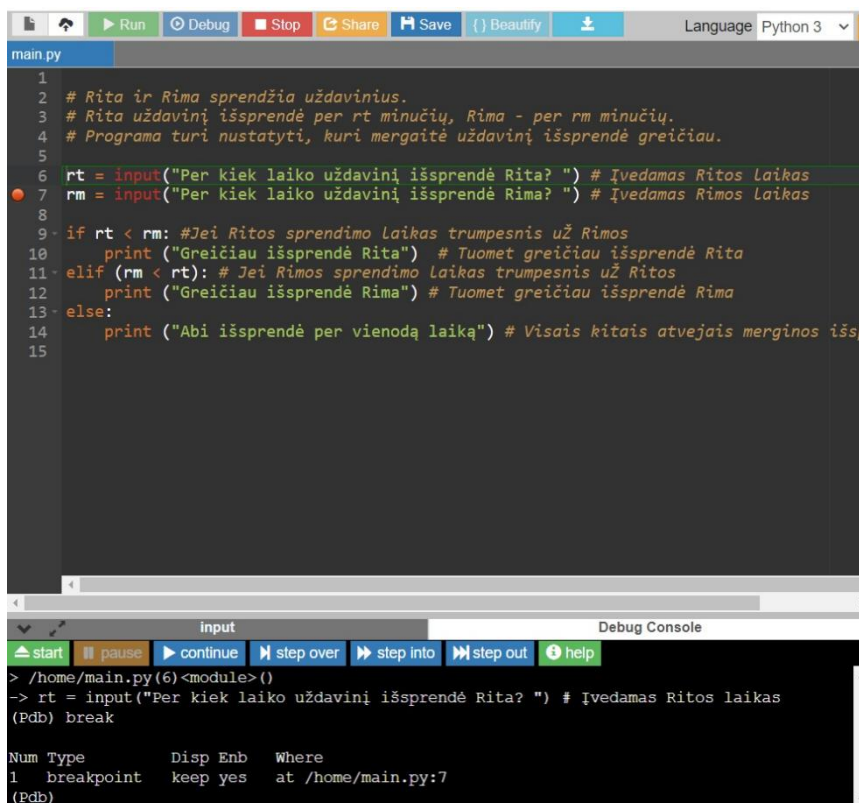 Run Debug Stop Share Save { } Beautify Language Python 3
main.py
1
2 # Rita ir Rima sprendžia uždavinius.
3 # Rita uždavinį išsprendė per rt minučių, Rima - per rm minučių.
4 # Programa turi nustatyti, kuri mergaitė uždavinį išsprendė greičiau.
5
6 rt = input("Per kiek laiko uždavinį išsprendė Rita? ") # Įvedamas Ritos laikas
7 rm = input("Per kiek laiko uždavinį išsprendė Rima? ") # Įvedamas Rimos laikas
8
9 if rt < rm: #Jei Ritos sprendimo laikas trumpesnis uŽ Rimos
10 print ("Greičiau išsprendė Rita") # Tuomet greičiau išsprendė Rita
11 elif (rm < rt): # Jei Rimos sprendimo laikas trumpesnis uŽ Ritos
12 print ("Greičiau išsprendė Rima") # Tuomet greičiau išsprendė Rima
13 else:
14 print ("Abi išsprendė per vienodą laiką") # Visais kitais atvejais merginos išs
15
input Debug Console
start pause continue step over step into step out help
> /home/main.py(6)<module>()
-> rt = input("Per kiek laiko uždavinį išsprendė Rita? ") # Įvedamas Ritos laikas
(Pdb) break
Num Type Disp Enb Where
1 breakpoint keep yes at /home/main.py:7
(Pdb)